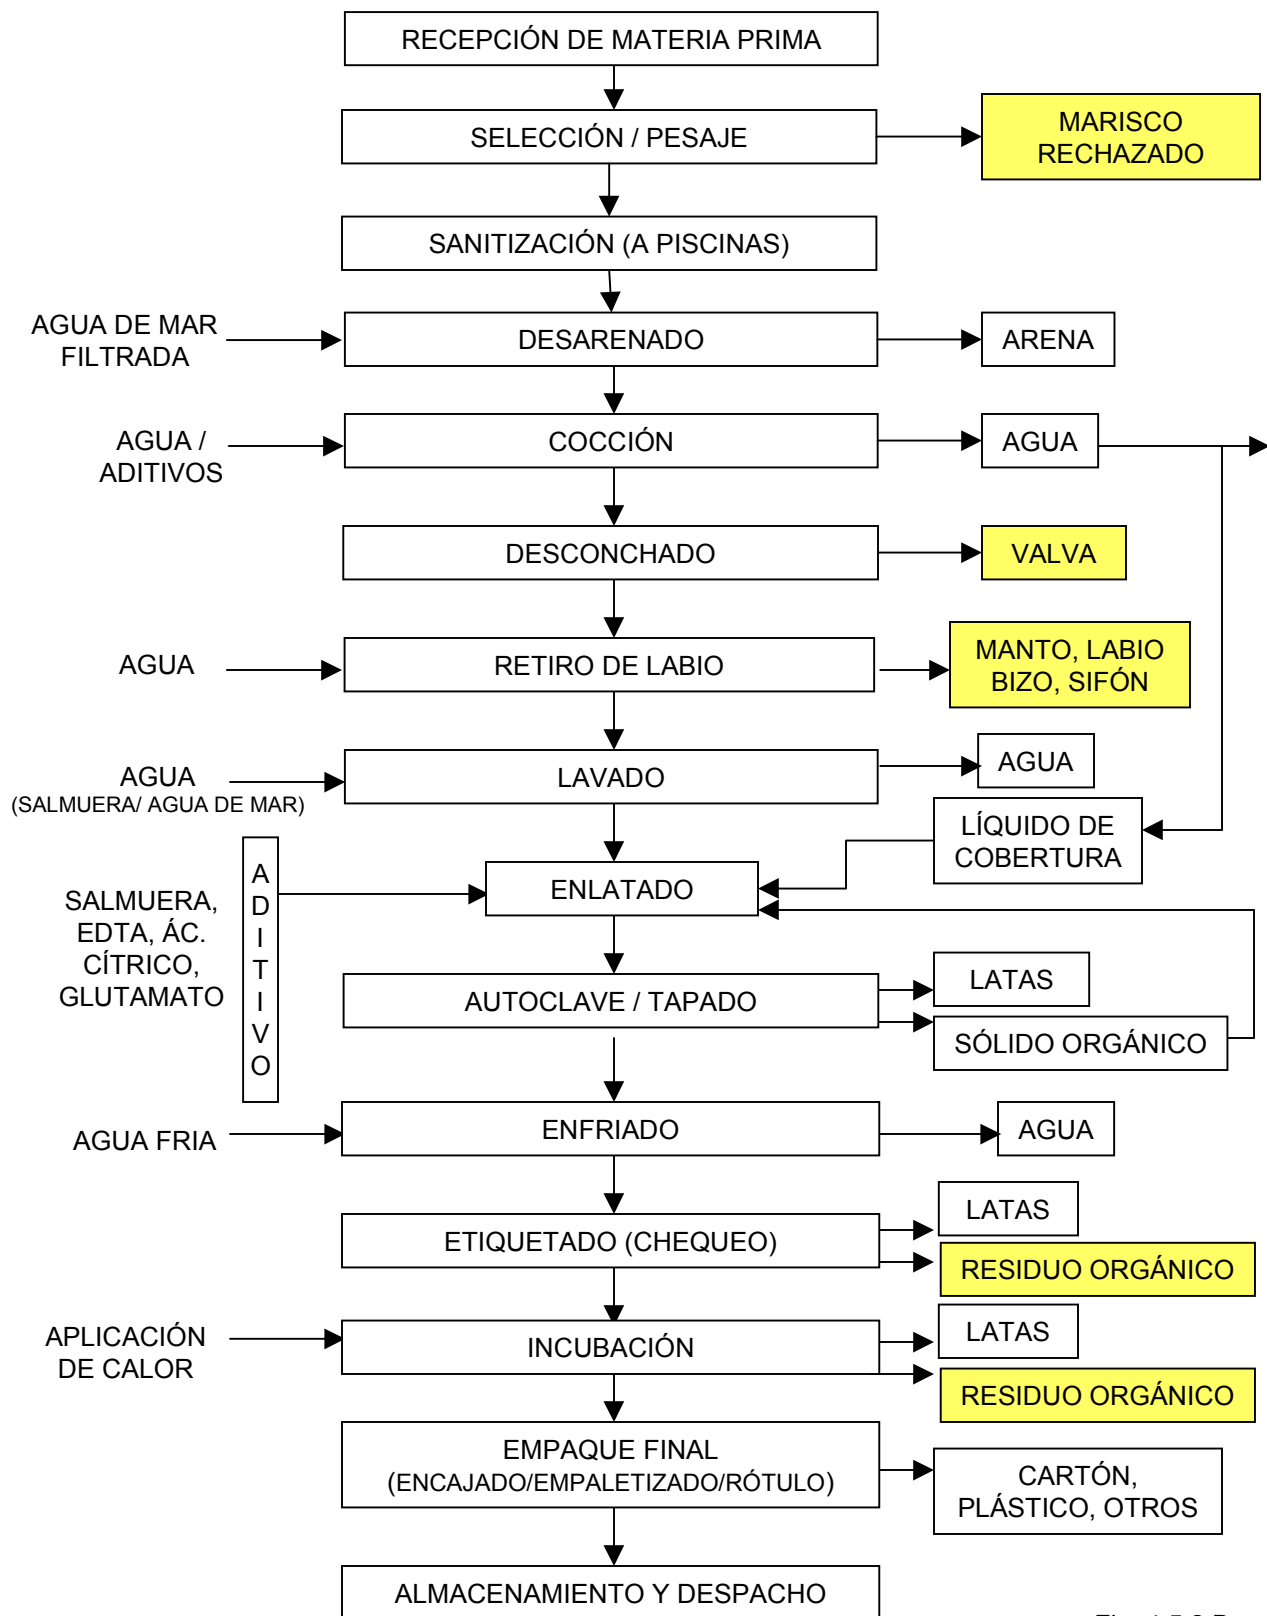 RECEPCIÓN DE MATERIA PRIMA
SELECCIÓN / PESAJE
MARISCO
RECHAZADO
SANITIZACIÓN (A PISCINAS)
AGUA DE MAR
FILTRADA
DESARENADO
ARENA
AGUA /
ADITIVOS
COCCIÓN
AGUA
DESCONCHADO
VALVA
AGUA
RETIRO DE LABIO
MANTO, LABIO
BIZO, SIFÓN
AGUA
(SALMUERA/ AGUA DE MAR)
LAVADO
AGUA
LÍQUIDO DE
COBERTURA
SALMUERA,
EDTA, ÁC.
CÍTRICO,
GLUTAMATO
A
D
I
T
I
V
O
ENLATADO
AUTOCLAVE / TAPADO
LATAS
SÓLIDO ORGÁNICO
AGUA FRIA
ENFRIADO
AGUA
ETIQUETADO (CHEQUEO)
LATAS
RESIDUO ORGÁNICO
APLICACIÓN
DE CALOR
INCUBACIÓN
LATAS
RESIDUO ORGÁNICO
EMPAQUE FINAL
(ENCAJADO/EMPALETIZADO/RÓTULO)
CARTÓN,
PLÁSTICO, OTROS
ALMACENAMIENTO Y DESPACHO